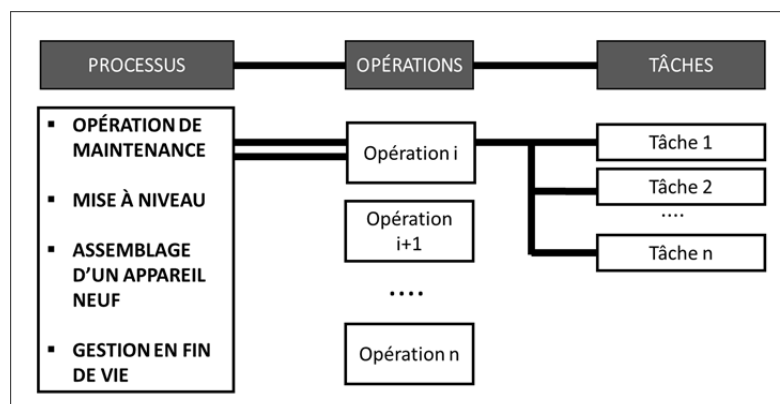 PROCESSUS
OPÉRATIONS
TÂCHES
▪ OPÉRATION DE
MAINTENANCE
▪ MISE À NIVEAU
▪ ASSEMBLAGE
D'UN APPAREIL
NEUF
▪ GESTION EN FIN
DE VIE
Opération i
Opération
i+1
....
Opération n
Tâche 1
Tâche 2
....
Tâche n